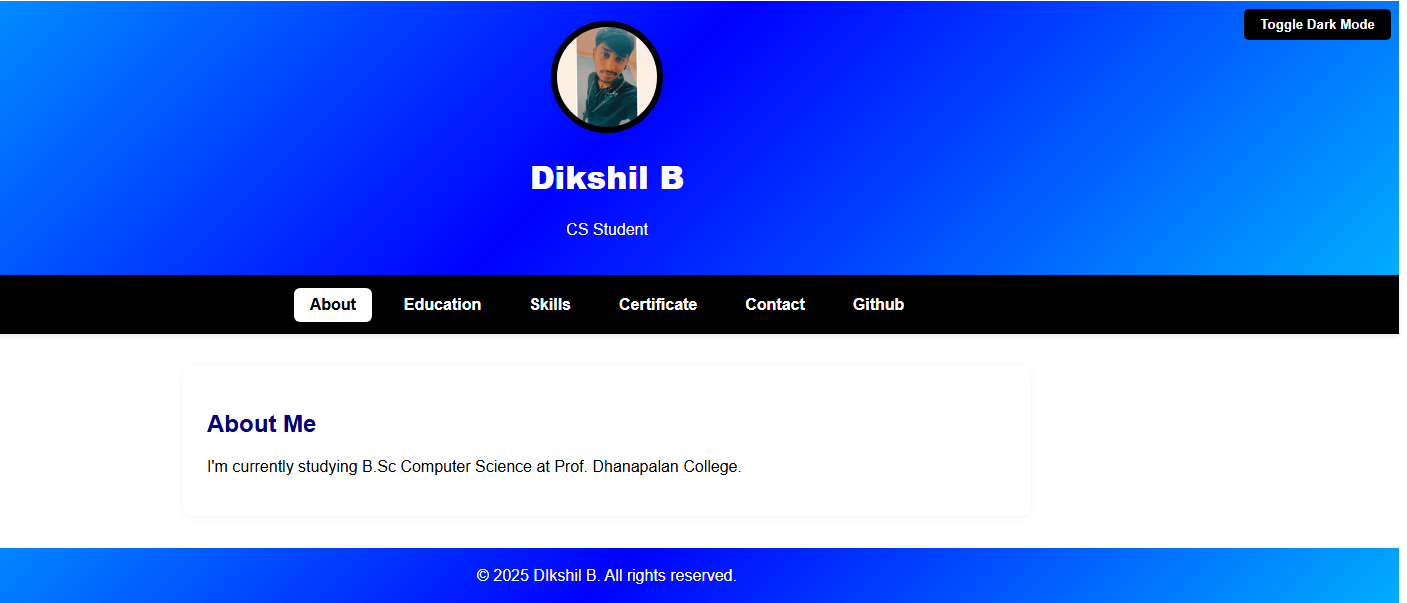 Toggle Dark Mode
Dikshil B
CS Student
About Education Skills Certificate Contact Github
About Me
I'm currently studying B.Sc Computer Science at Prof. Dhanapalan College.
© 2025 DIkshil B. All rights reserved.